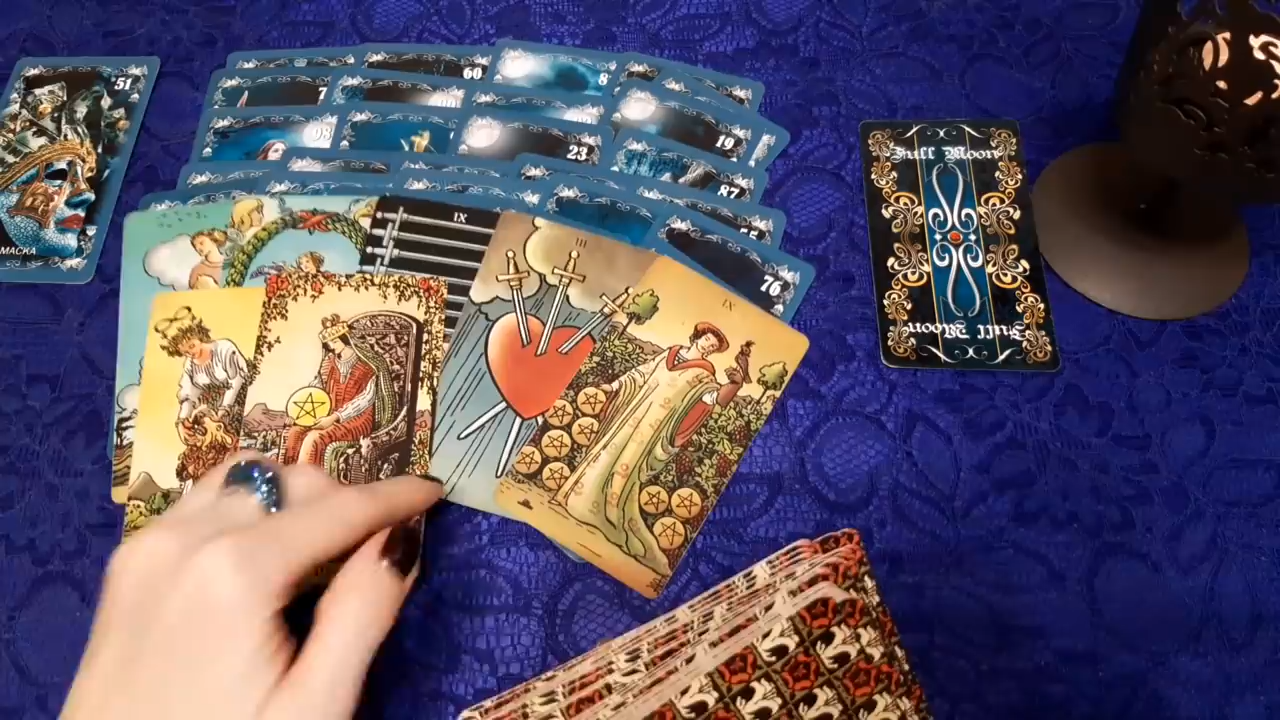 51
МАСКА
60
8
7
98
23
19
87
76
IX
III
IX
Full Moon
Full Moon